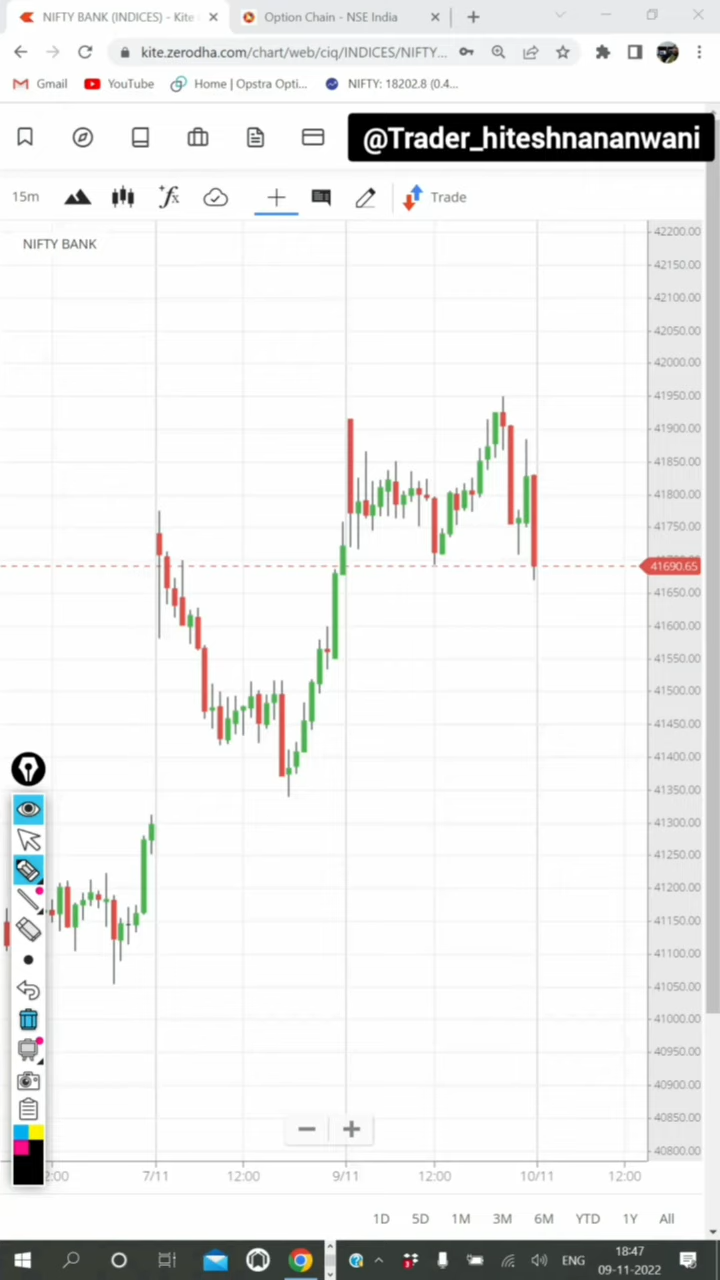 NIFTY BANK (INDICES) - Kite
Option Chain - NSE India
kite.zerodha.com/chart/web/ciq/INDICES/NIFTY...
Gmail
YouTube
Home | Opstra Opti...
NIFTY: 18202.8 (0.4...
@Trader_hiteshnananwani
15m
Trade
NIFTY BANK
42200.00
42150.00
42100.00
42050.00
42000.00
41950.00
41900.00
41850.00
41800.00
41750.00
41690.65
41650.00
41600.00
41550.00
41500.00
41450.00
41400.00
41350.00
41300.00
41250.00
41200.00
41150.00
41100.00
41050.00
41000.00
40950.00
40900.00
40850.00
40800.00
7/11
12:00
9/11
12:00
10/11
12:00
1D
5D
1M
3M
6M
YTD
1Y
All
ENG
18:47
09-11-2022